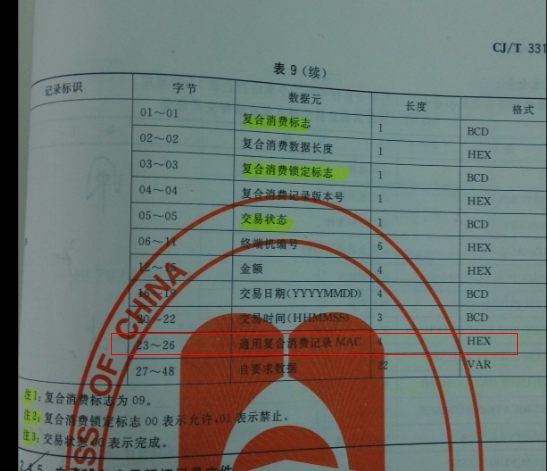 CJ/T 331
表 9(续)
记录标识 字节 数据元 长度 格式
01～01 复合消费标志 1 BCD
02～02 复合消费数据长度 1 HEX
03～03 复合消费锁定标志 1 BCD
04～04 复合消费记录版本号 1 HEX
05～05 交易状态 1 BCD
06～11 终端机编号 6 HEX
12～15 金额 4 HEX
16～19 交易日期(YYYYMMDD) 4 BCD
20～22 交易时间(HHMMSS) 3 BCD
23～26 通用复合消费记录 MAC 4 HEX
27～48 自要求数据 22 VAR
注1:复合消费标志为 09。
注2:复合消费锁定标志 00 表示允许,01 表示禁止。
注3:交易状态 00 表示完成。
SS OF CHINA